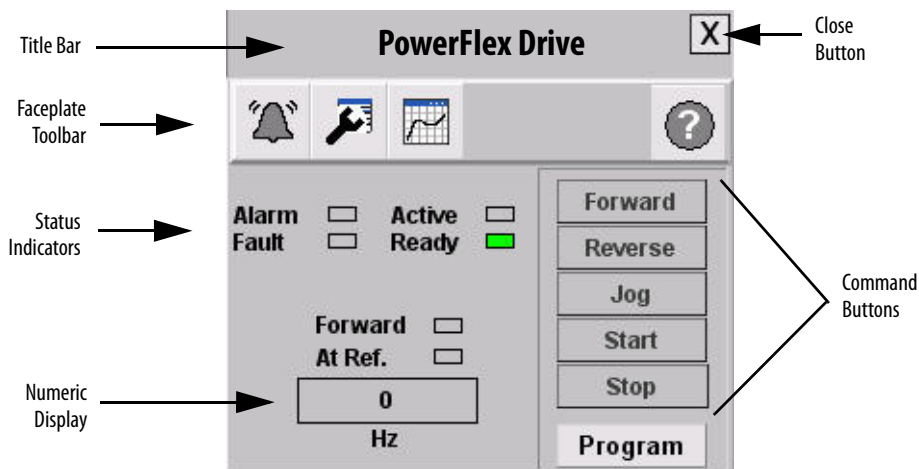 Title Bar
PowerFlex Drive
X
Close
Button
Faceplate
Toolbar
?
Status
Indicators
Alarm
Active
Fault
Ready
Forward
At Ref.
Numeric
Display
0
Hz
Forward
Reverse
Jog
Start
Stop
Program
Command
Buttons